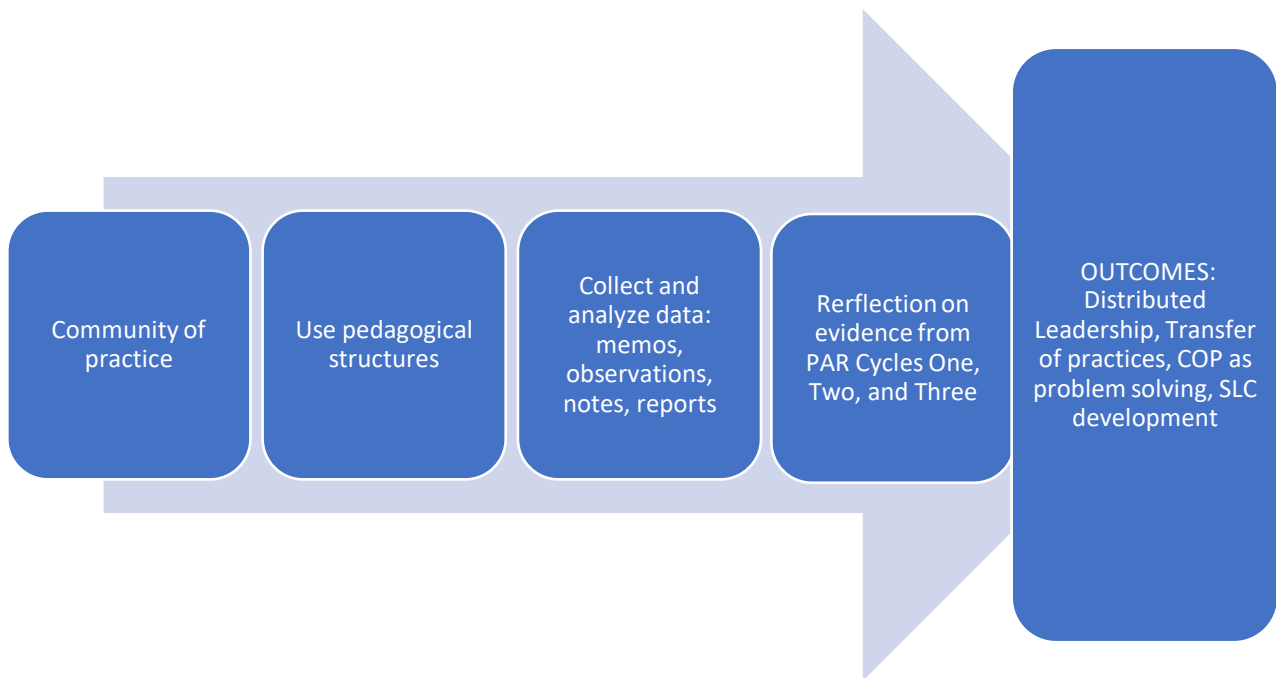 Community of
practice
Use pedagogical
structures
Collect and
analyze data:
memos,
observations,
notes, reports
Rerflection on
evidence from
PAR Cycles One,
Two, and Three
OUTCOMES:
Distributed
Leadership, Transfer
of practices, COP as
problem solving, SLC
development